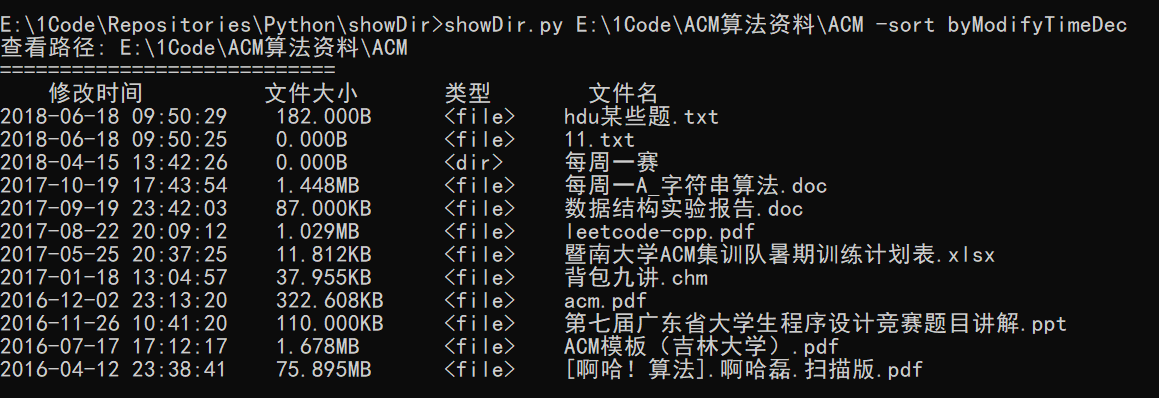 E:\1Code\Repositories\Python\showDir>showDir.py E:\1Code\ACM算法资料\ACM -sort byModifyTimeDec
查看路径: E:\1Code\ACM算法资料\ACM
============================
修改时间 文件大小 类型 文件名
2018-06-18 09:50:29 182.000B <file> hdu某些题.txt
2018-06-18 09:50:25 0.000B <file> 11.txt
2018-04-15 13:42:26 0.000B <dir> 每周一赛
2017-10-19 17:43:54 1.448MB <file> 每周一A_字符串算法.doc
2017-09-19 23:42:03 87.000KB <file> 数据结构实验报告.doc
2017-08-22 20:09:12 1.029MB <file> leetcode-cpp.pdf
2017-05-25 20:37:25 11.812KB <file> 暨南大学ACM集训队暑期训练计划表.xlsx
2017-01-18 13:04:57 37.955KB <file> 背包九讲.chm
2016-12-02 23:13:20 322.608KB <file> acm.pdf
2016-11-26 10:41:20 110.000KB <file> 第七届广东省大学生程序设计竞赛题目讲解.ppt
2016-07-17 17:12:17 1.678MB <file> ACM模板（吉林大学）.pdf
2016-04-12 23:38:41 75.895MB <file> [啊哈！算法].啊哈磊.扫描版.pdf